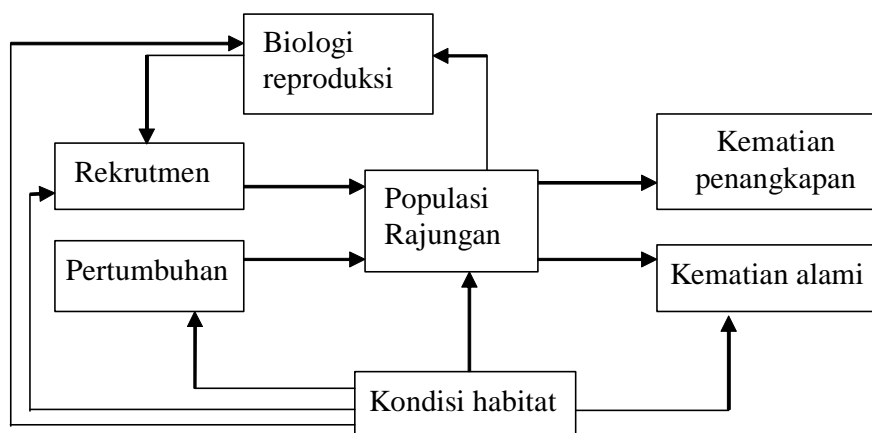 Biologi
reproduksi
Rekrutmen
Kematian
penangkapan
Populasi
Rajungan
Pertumbuhan
Kematian alami
Kondisi habitat